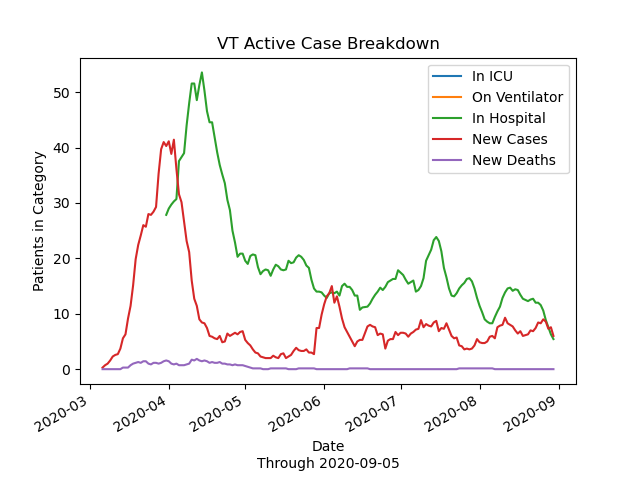 VT Active Case Breakdown
In ICU
On Ventilator
In Hospital
New Cases
New Deaths
Patients in Category
50
40
30
20
10
0
2020-03
2020-04
2020-05
2020-06
2020-07
2020-08
2020-09
Date
Through 2020-09-05